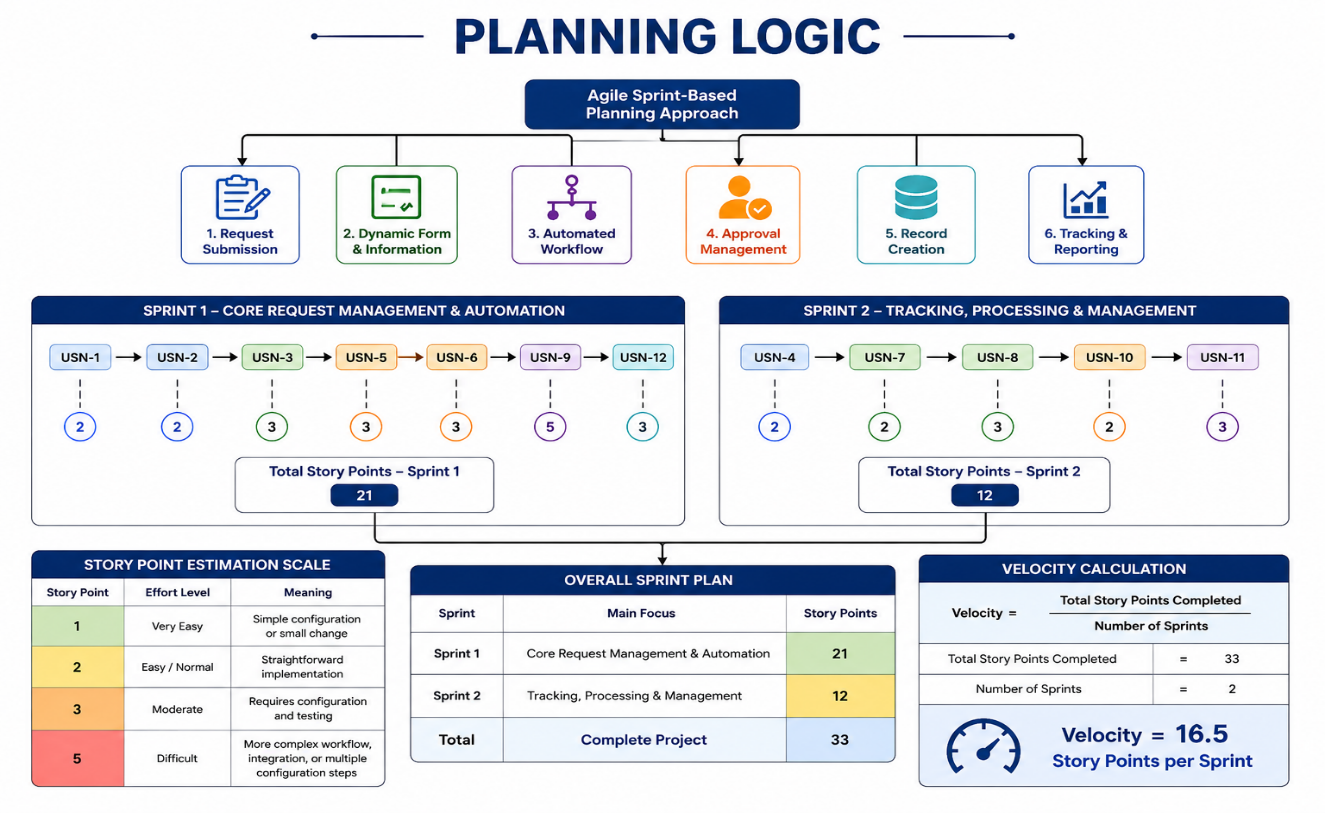 PLANNING LOGIC
Agile Sprint-Based
Planning Approach
1. Request
Submission
2. Dynamic Form
& Information
3. Automated
Workflow
4. Approval
Management
5. Record
Creation
6. Tracking &
Reporting
SPRINT 1 – CORE REQUEST MANAGEMENT & AUTOMATION
USN-1 USN-2 USN-3 USN-5 USN-6 USN-9 USN-12
2 2 3 3 3 5 3
Total Story Points – Sprint 1
21
SPRINT 2 – TRACKING, PROCESSING & MANAGEMENT
USN-4 USN-7 USN-8 USN-10 USN-11
2 2 3 2 3
Total Story Points – Sprint 2
12
STORY POINT ESTIMATION SCALE
Story Point Effort Level Meaning
1 Very Easy Simple configuration
or small change
2 Easy / Normal Straightforward
implementation
3 Moderate Requires configuration
and testing
5 Difficult More complex workflow,
integration, or multiple
configuration steps
OVERALL SPRINT PLAN
Sprint Main Focus Story Points
Sprint 1 Core Request Management & Automation 21
Sprint 2 Tracking, Processing & Management 12
Total Complete Project 33
VELOCITY CALCULATION
Velocity = Total Story Points Completed
Number of Sprints
Total Story Points Completed = 33
Number of Sprints = 2
Velocity = 16.5
Story Points per Sprint